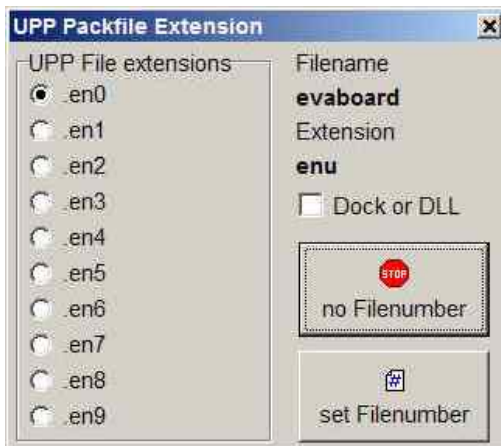 UPP Packfile Extension
UPP File extensions
.en0
.en1
.en2
.en3
.en4
.en5
.en6
.en7
.en8
.en9
Filename
evaboard
Extension
enu
Dock or DLL
STOP
no Filenumber
#
set Filenumber